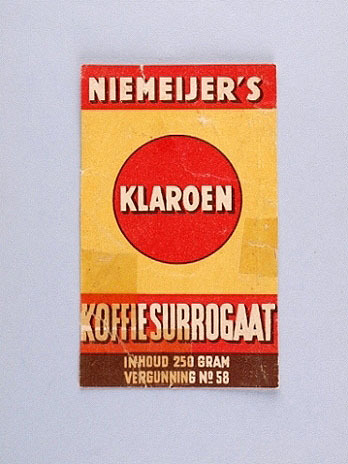 NIEMEIJER'S
KLAROEN
KOFFIESURROGAAT
INHOUD 250 GRAM
VERGUNNING No 58